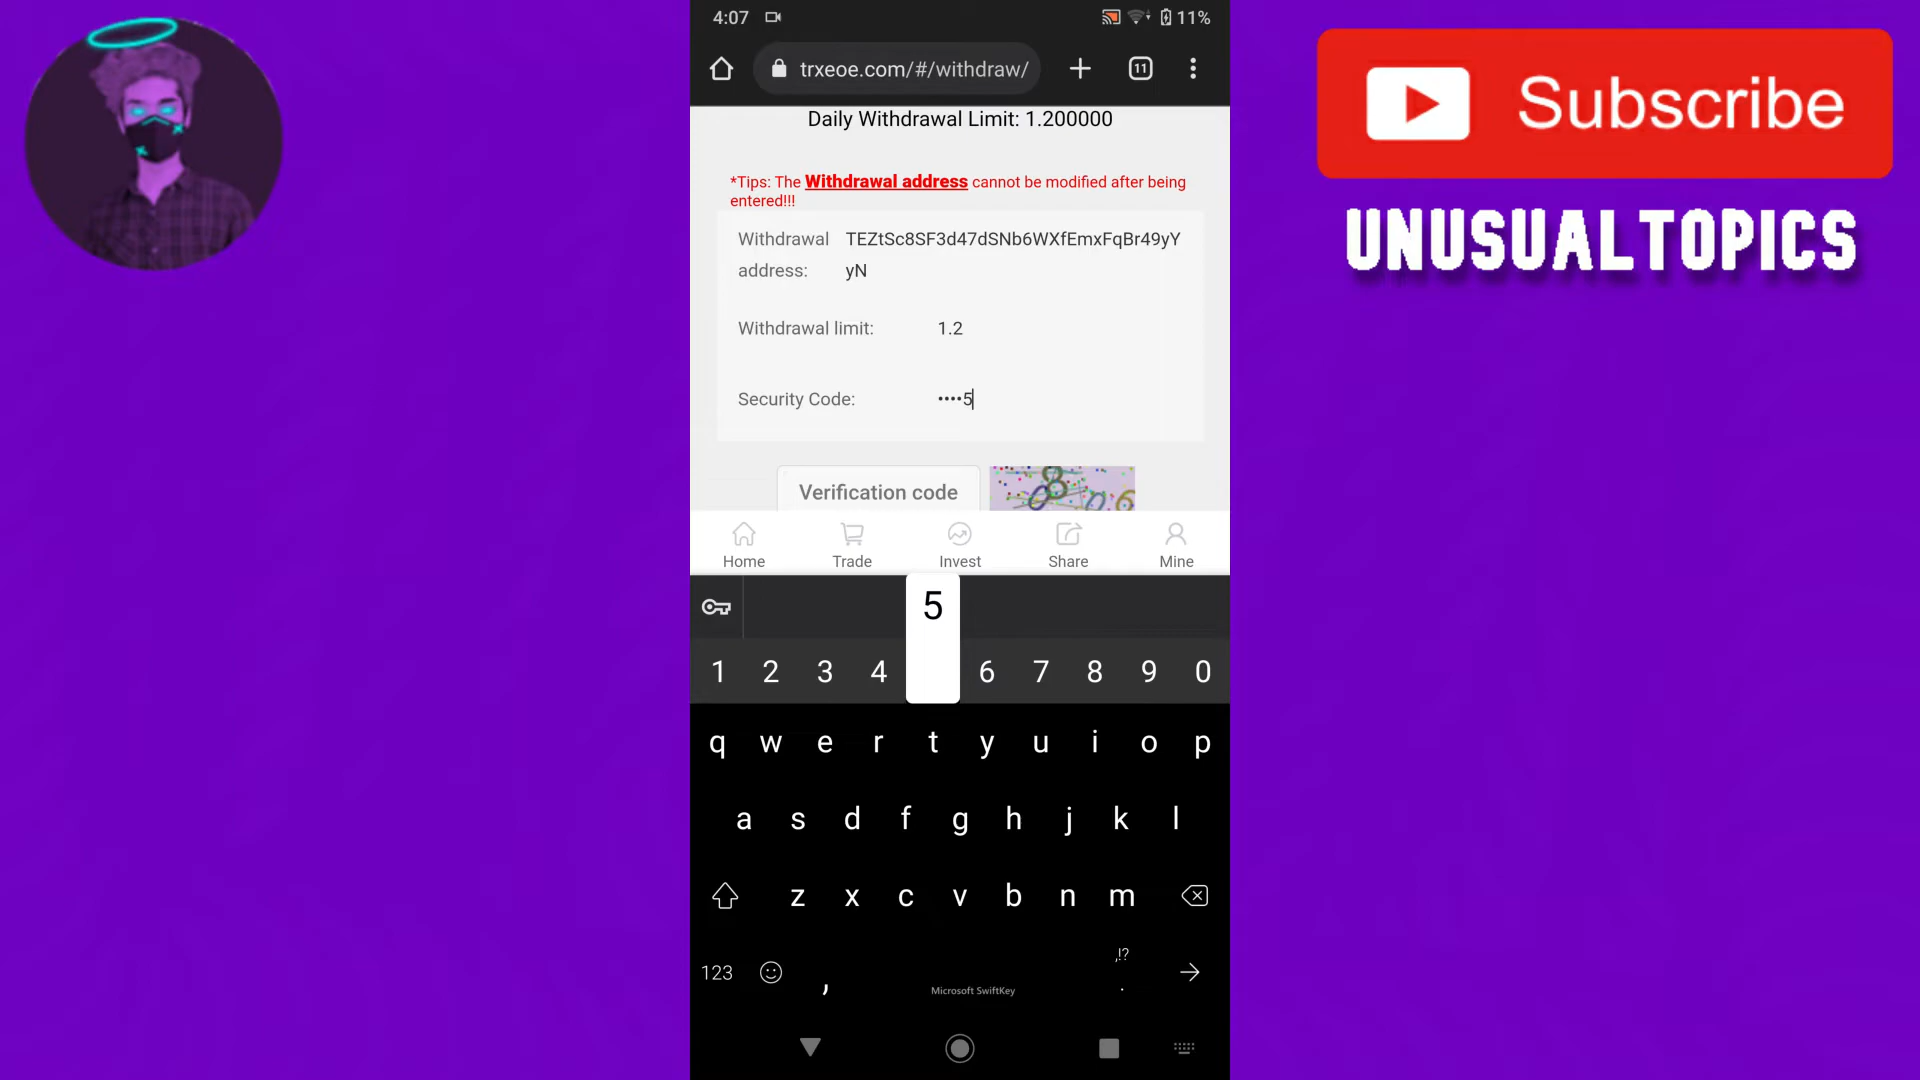 4:07
11%
trxeoe.com/#/withdraw/
11
Subscribe
UNUSUALTOPICS
Daily Withdrawal Limit: 1.200000
*Tips: The Withdrawal address cannot be modified after being
entered!!!
Withdrawal TEZtSc8SF3d47dSNb6WXfEmxFqBr49yY
address: yN
Withdrawal limit: 1.2
Security Code: ••••5
Verification code
Home Trade Invest Share Mine
5
1 2 3 4 6 7 8 9 0
q w e r t y u i o p
a s d f g h j k l
z x c v b n m
,!?
123 , .
Microsoft SwiftKey